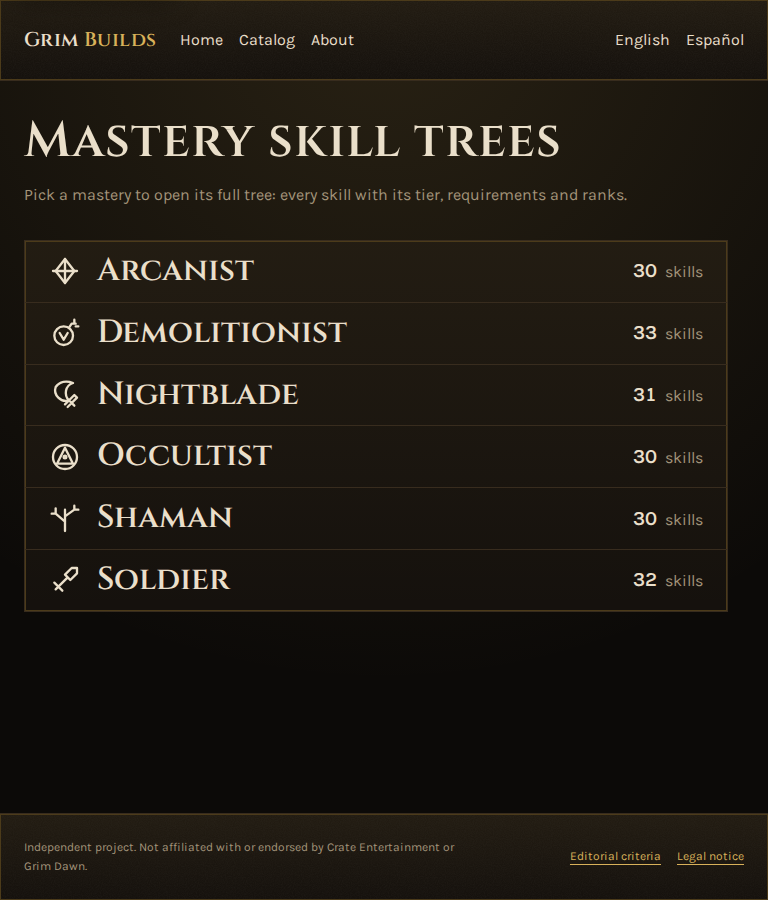 Grim Builds Home Catalog About English Español
Mastery skill trees
Pick a mastery to open its full tree: every skill with its tier, requirements and ranks.
Arcanist 30 skills
Demolitionist 33 skills
Nightblade 31 skills
Occultist 30 skills
Shaman 30 skills
Soldier 32 skills
Independent project. Not affiliated with or endorsed by Crate Entertainment or
Grim Dawn.
Editorial criteria Legal notice